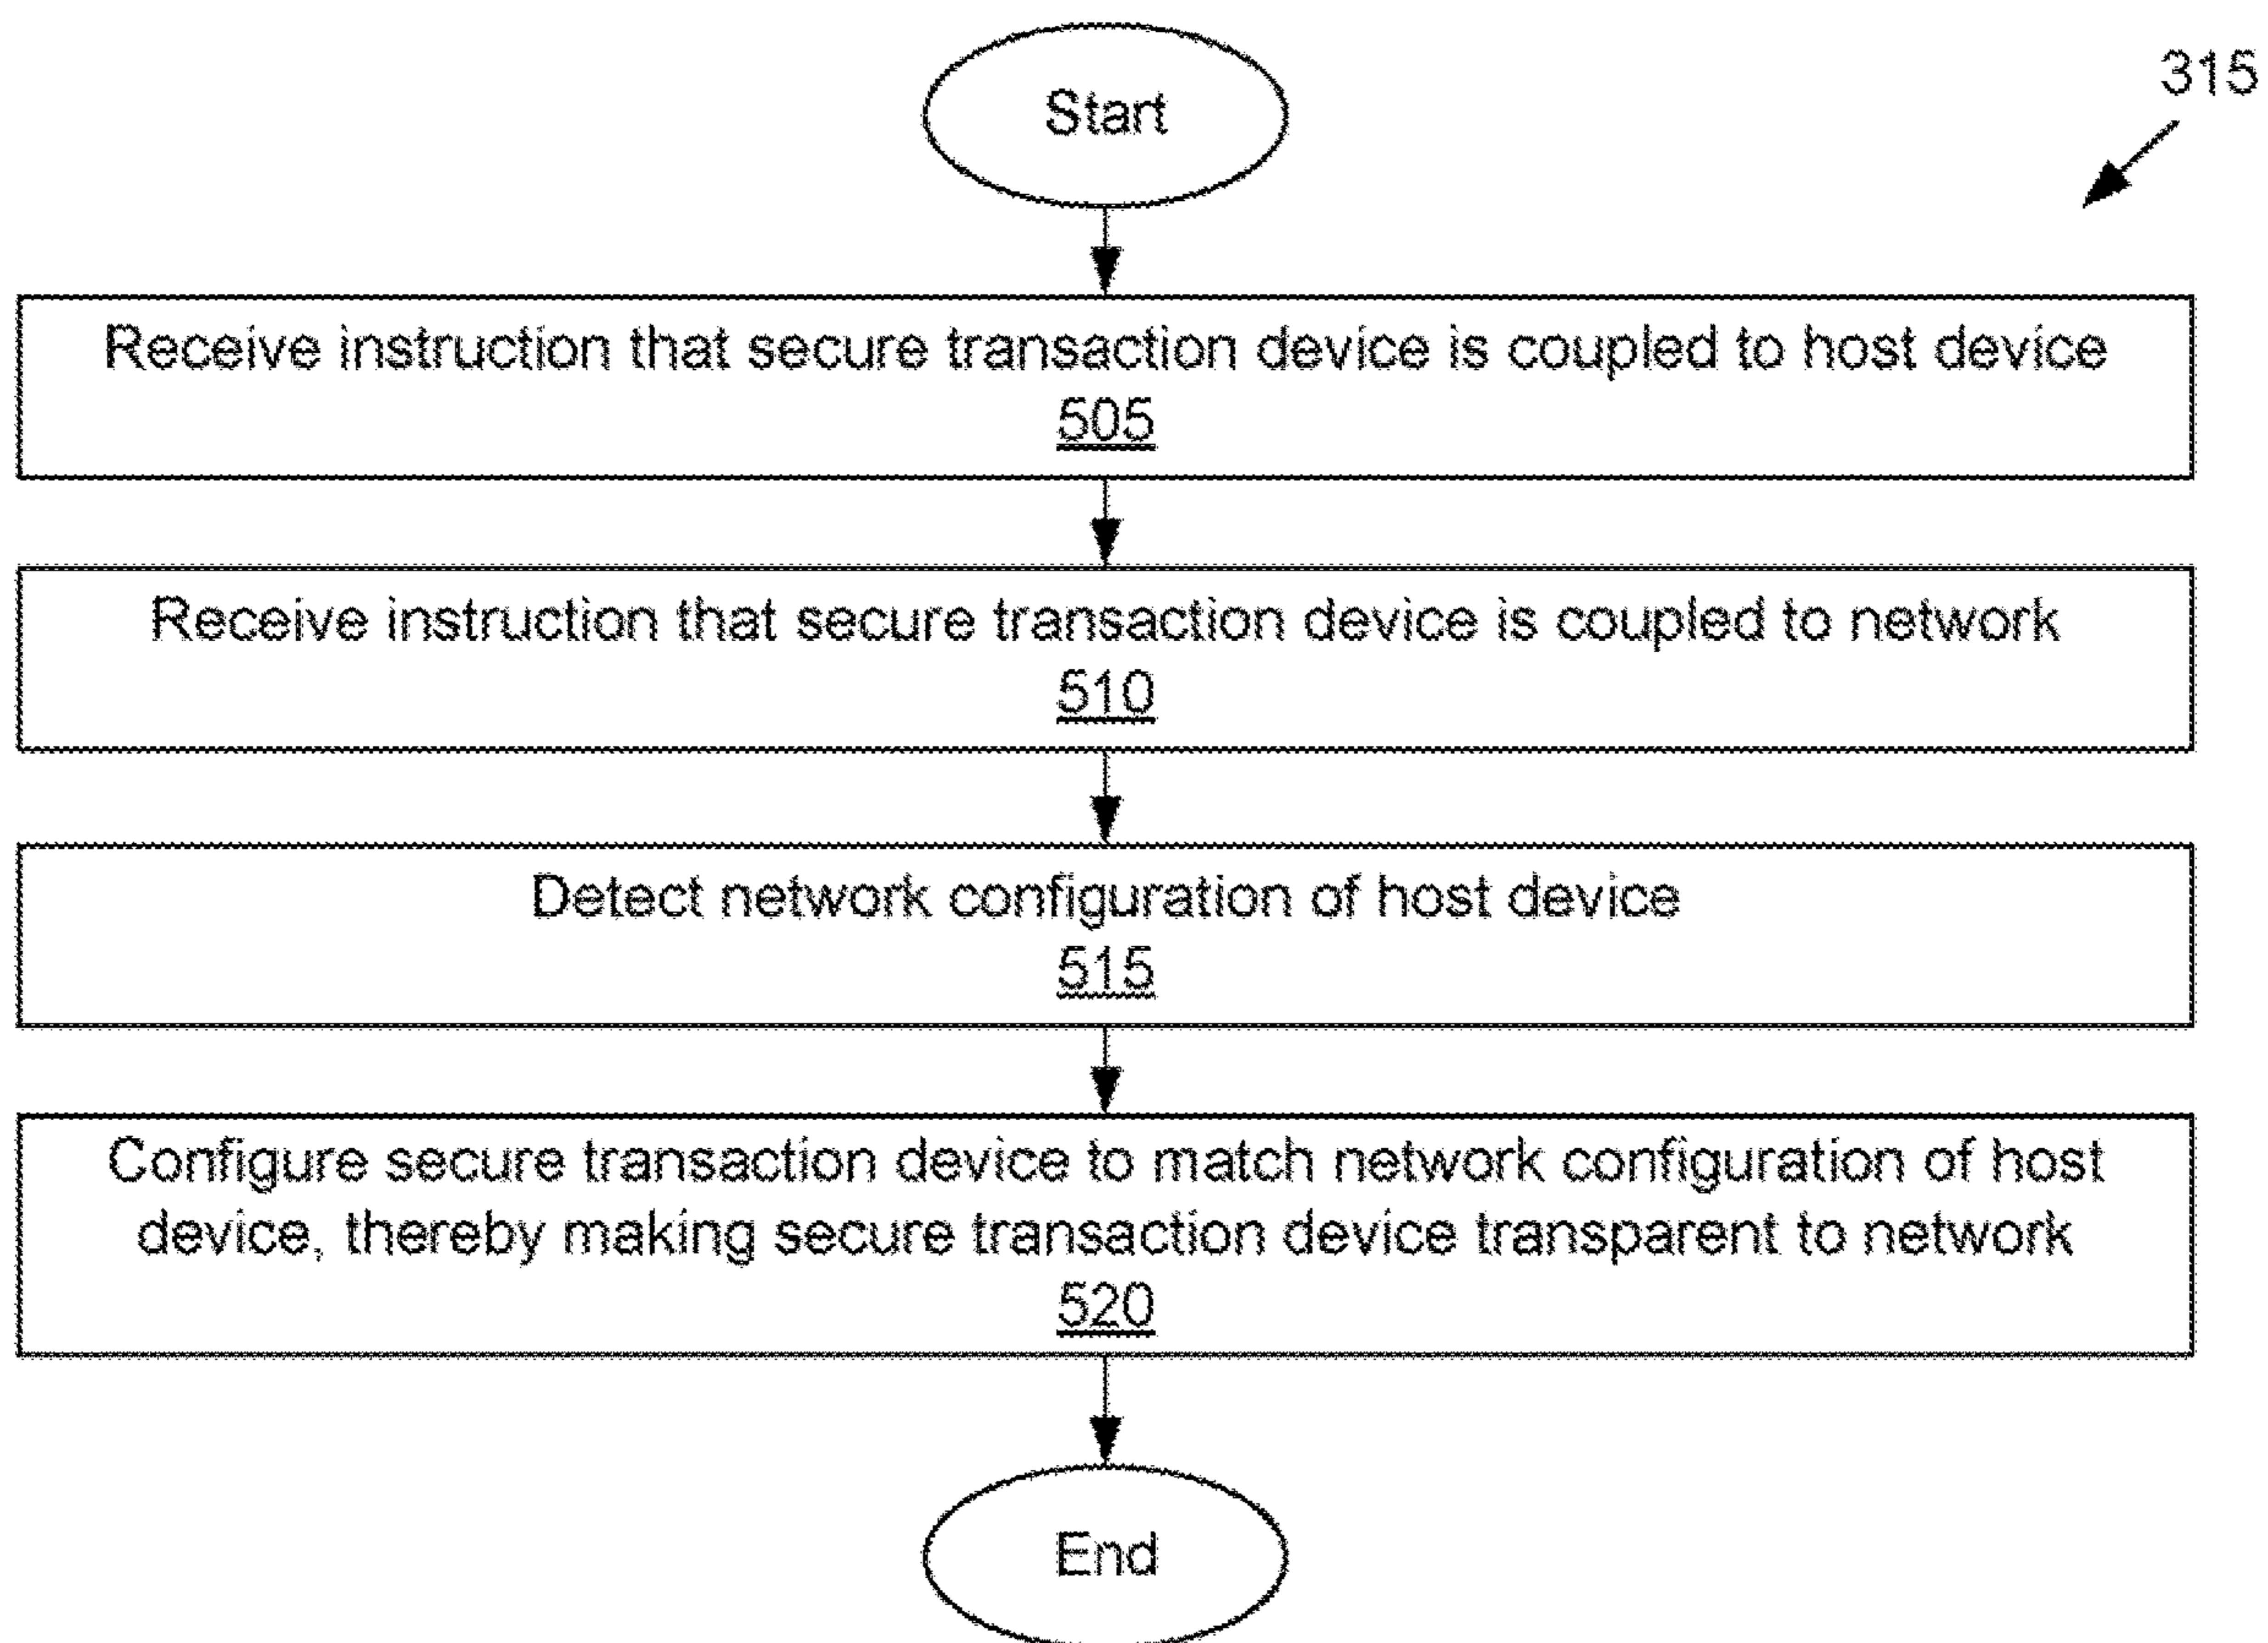 315
Start
Receive instruction that secure transaction device is coupled to host device
505
Receive instruction that secure transaction device is coupled to network
510
Detect network configuration of host device
515
Configure secure transaction device to match network configuration of host
device, thereby making secure transaction device transparent to network
520
End